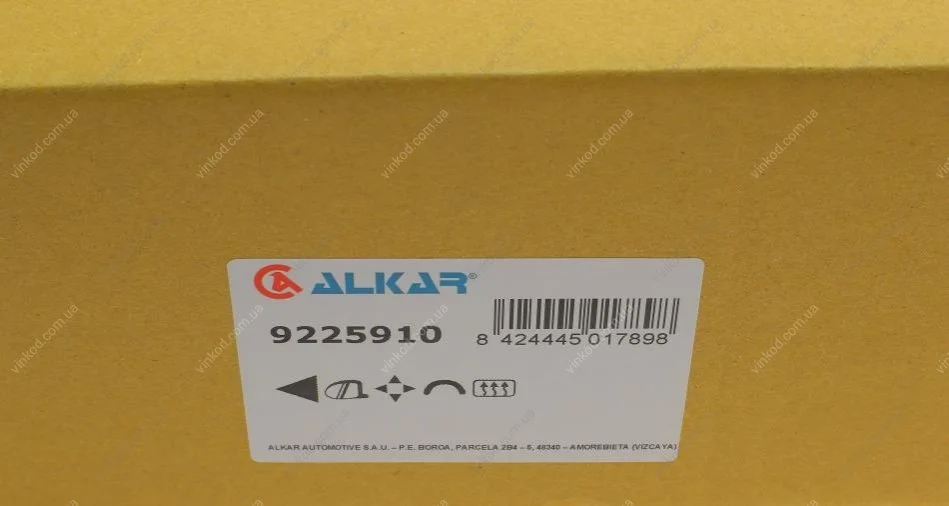 ALKAR®
9225910
8 424445 017898
ALKAR AUTOMOTIVE S.A.U. – P.E. BOROA, PARCELA 2B4 – 5, 48340 – AMOREBIETA (VIZCAYA)
vinkod.com.ua